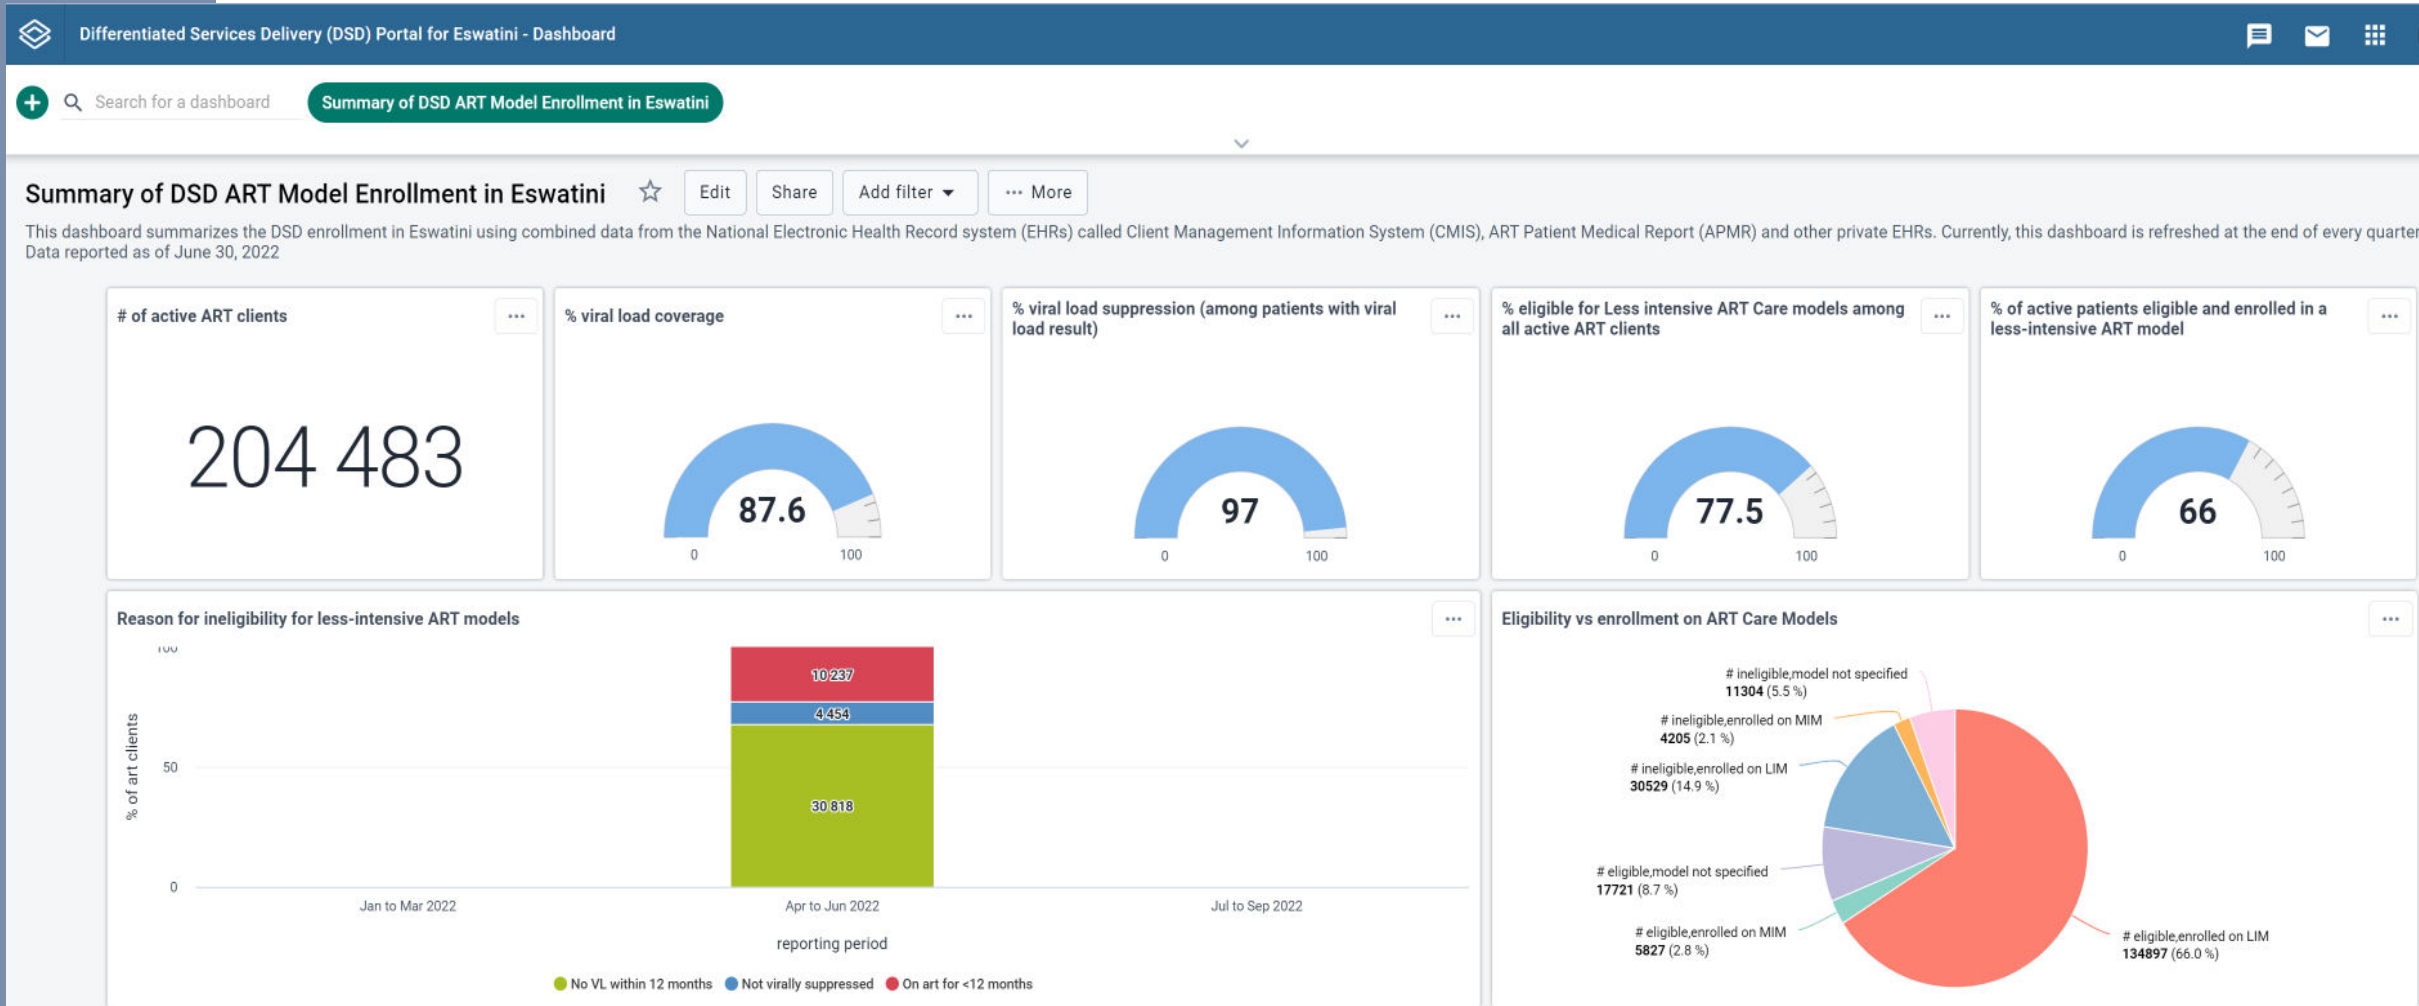 Differentiated Services Delivery (DSD) Portal for Eswatini - Dashboard
Search for a dashboard
Summary of DSD ART Model Enrollment in Eswatini
Summary of DSD ART Model Enrollment in Eswatini
Edit
Share
Add filter
More
This dashboard summarizes the DSD enrollment in Eswatini using combined data from the National Electronic Health Record system (EHRs) called Client Management Information System (CMIS), ART Patient Medical Report (APMR) and other private EHRs. Currently, this dashboard is refreshed at the end of every quarter
Data reported as of June 30, 2022
# of active ART clients
204 483
% viral load coverage
87.6
0
100
% viral load suppression (among patients with viral
load result)
97
0
100
% eligible for Less intensive ART Care models among
all active ART clients
77.5
0
100
% of active patients eligible and enrolled in a
less-intensive ART model
66
0
100
Reason for ineligibility for less-intensive ART models
100
50
0
% of art clients
10 237
4 454
30 818
Jan to Mar 2022
Apr to Jun 2022
Jul to Sep 2022
reporting period
No VL within 12 months
Not virally suppressed
On art for <12 months
Eligibility vs enrollment on ART Care Models
# ineligible,model not specified
11304 (5.5 %)
# ineligible,enrolled on MIM
4205 (2.1 %)
# ineligible,enrolled on LIM
30529 (14.9 %)
# eligible,model not specified
17721 (8.7 %)
# eligible,enrolled on MIM
5827 (2.8 %)
# eligible,enrolled on LIM
134897 (66.0 %)